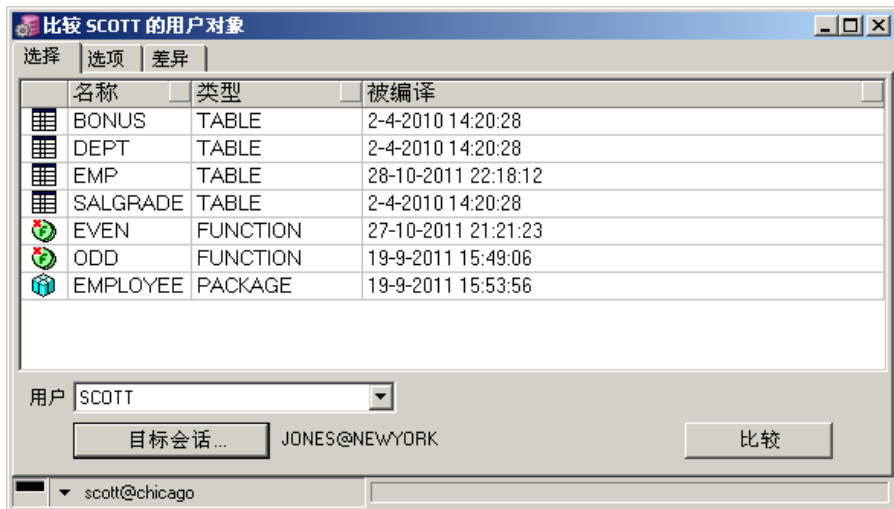 比较 SCOTT 的用户对象
选择 选项 差异
名称 类型 被编译
BONUS TABLE 2-4-2010 14:20:28
DEPT TABLE 2-4-2010 14:20:28
EMP TABLE 28-10-2011 22:18:12
SALGRADE TABLE 2-4-2010 14:20:28
EVEN FUNCTION 27-10-2011 21:21:23
ODD FUNCTION 19-9-2011 15:49:06
EMPLOYEE PACKAGE 19-9-2011 15:53:56
用户 SCOTT
目标会话... JONES@NEWYORK 比较
scott@chicago